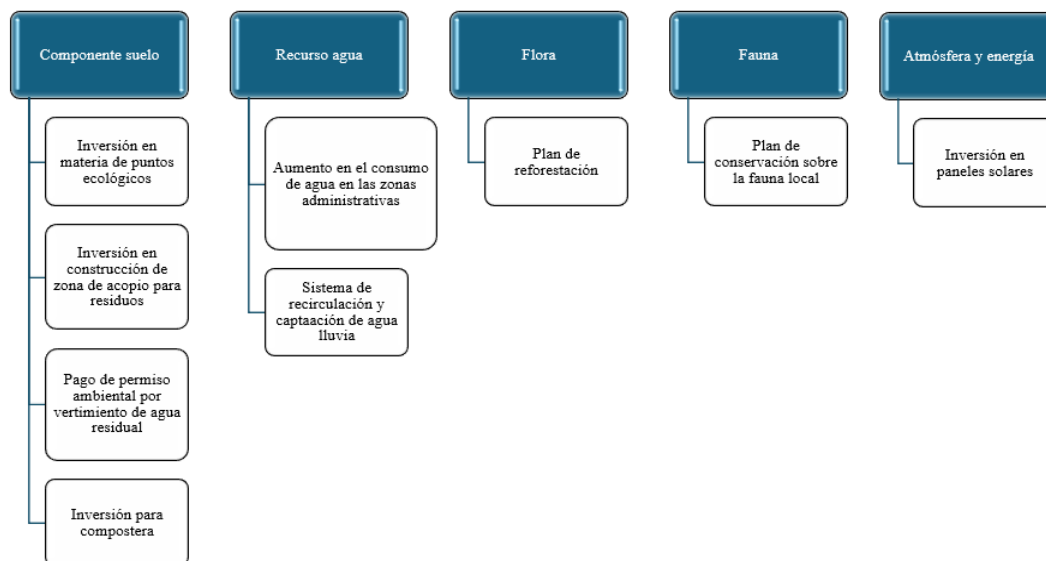 Componente suelo
Inversión en
materia de puntos
ecológicos
Inversión en
construcción de
zona de acopio para
residuos
Pago de permiso
ambiental por
vertimiento de agua
residual
Inversión para
compostera
Recurso agua
Aumento en el consumo
de agua en las zonas
administrativas
Sistema de
recirculación y
captaación de agua
lluvia
Flora
Plan de
reforestación
Fauna
Plan de
conservación sobre
la fauna local
Atmósfera y energía
Inversión en
paneles solares